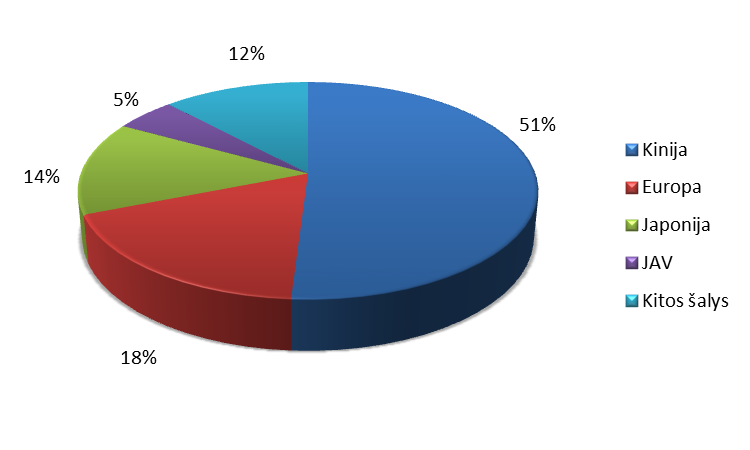 12%
5%
51%
14%
18%
Kinija
Europa
Japonija
JAV
Kitos šalys